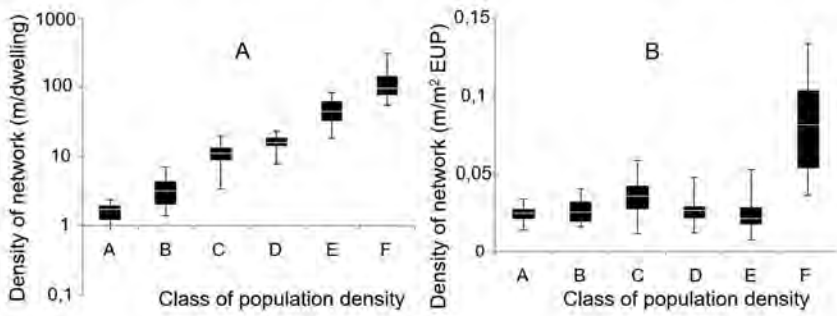 Density of network (m/dwelling)
1000
100
10
1
0,1
A
A
B
C
D
E
F
Class of population density
Density of network (m/m² EUP)
0,15
0,1
0,05
0
B
A
B
C
D
E
F
Class of population density